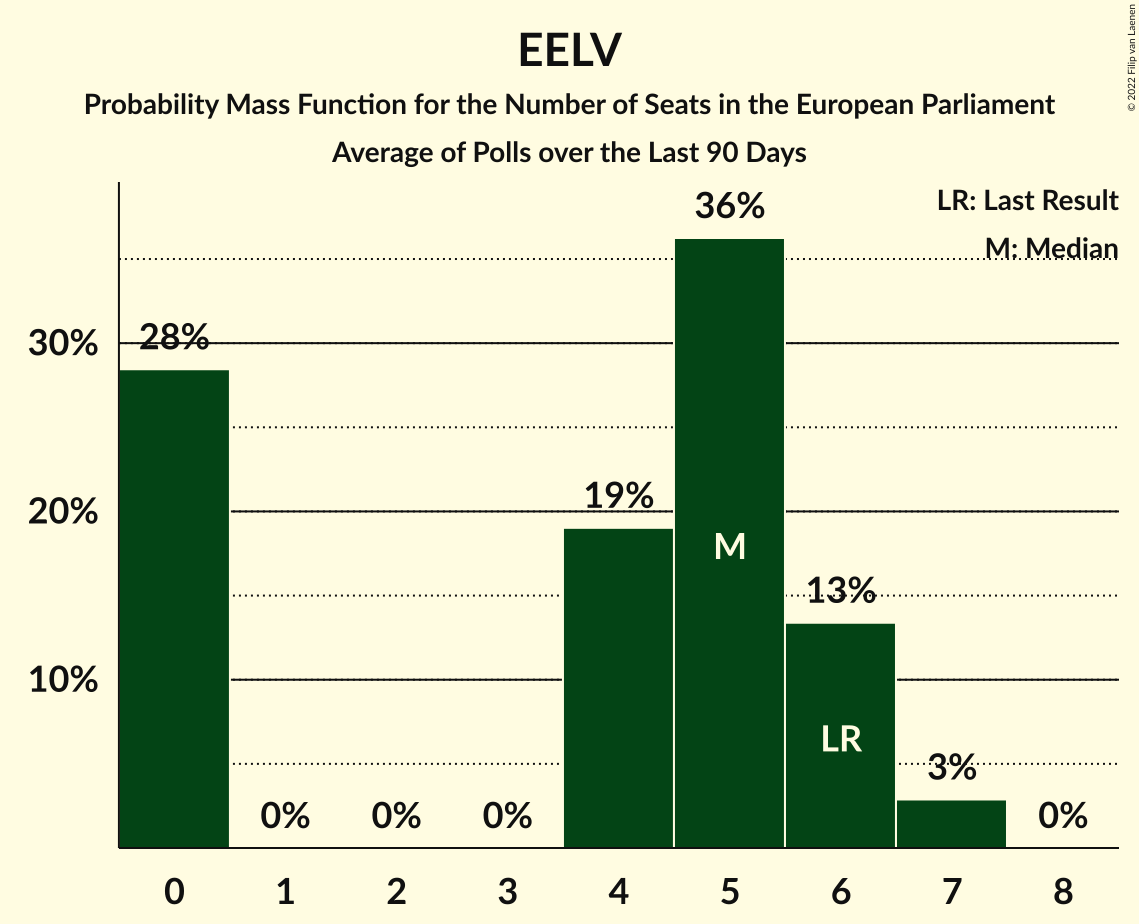 EELV
Probability Mass Function for the Number of Seats in the European Parliament
Average of Polls over the Last 90 Days
© 2022 Filip van Laenen
LR: Last Result
M: Median
36%
30%
28%
20%
19%
M
13%
10%
LR
3%
0%
0%
0%
0%
0 1 2 3 4 5 6 7 8